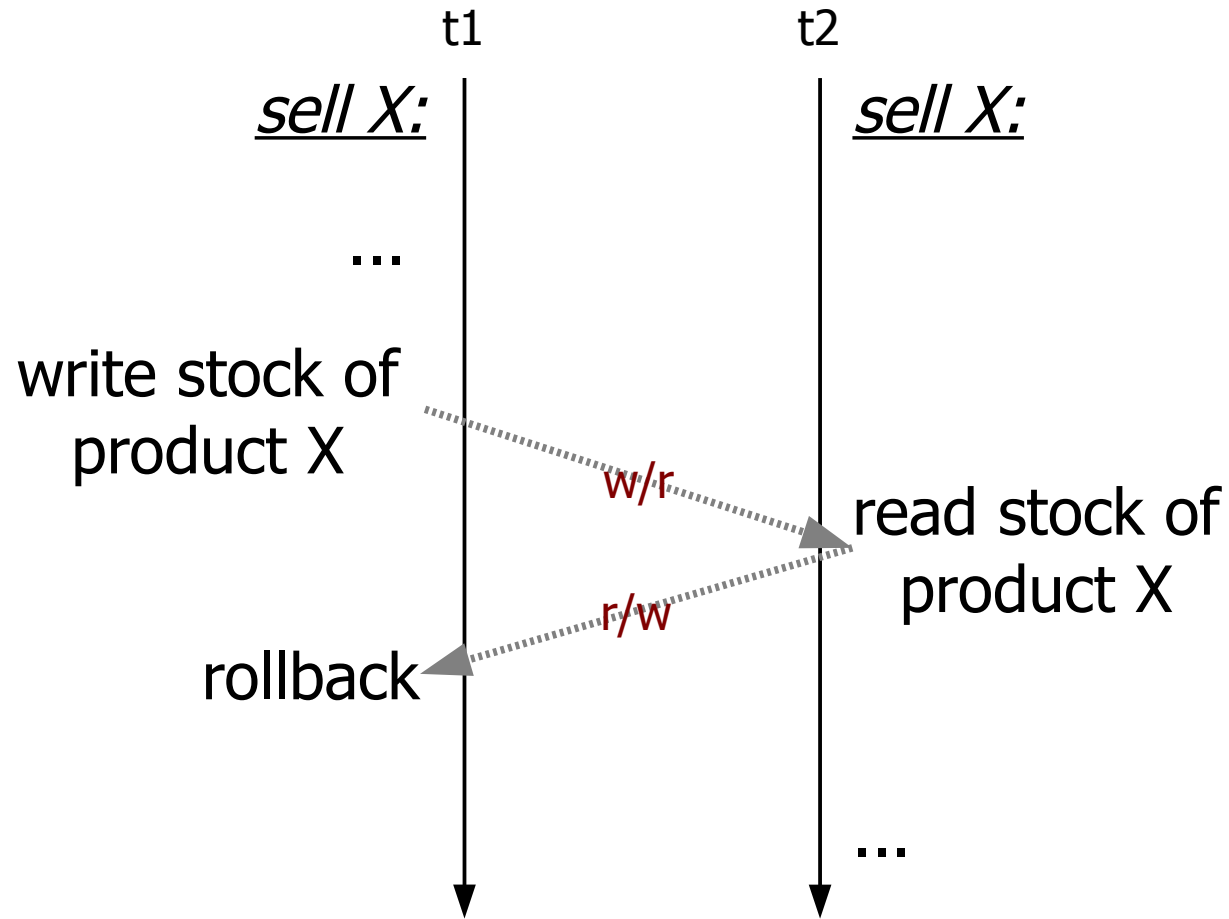 t1
t2
sell X:
sell X:
...
write stock of
product X
w/r
read stock of
product X
r/w
rollback
...